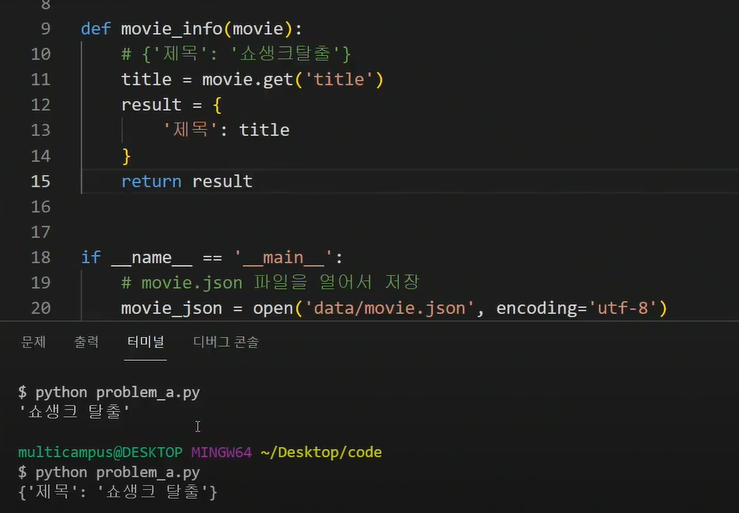 8
9 def movie_info(movie):
10 # {'제목': '쇼생크탈출'}
11 title = movie.get('title')
12 result = {
13 '제목': title
14 }
15 return result
16
17
18 if __name__ == '__main__':
19 # movie.json 파일을 열어서 저장
20 movie_json = open('data/movie.json', encoding='utf-8')
문제 출력 터미널 디버그 콘솔
$ python problem_a.py
'쇼생크 탈출'
multicampus@DESKTOP MINGW64 ~/Desktop/code
$ python problem_a.py
{'제목': '쇼생크 탈출'}